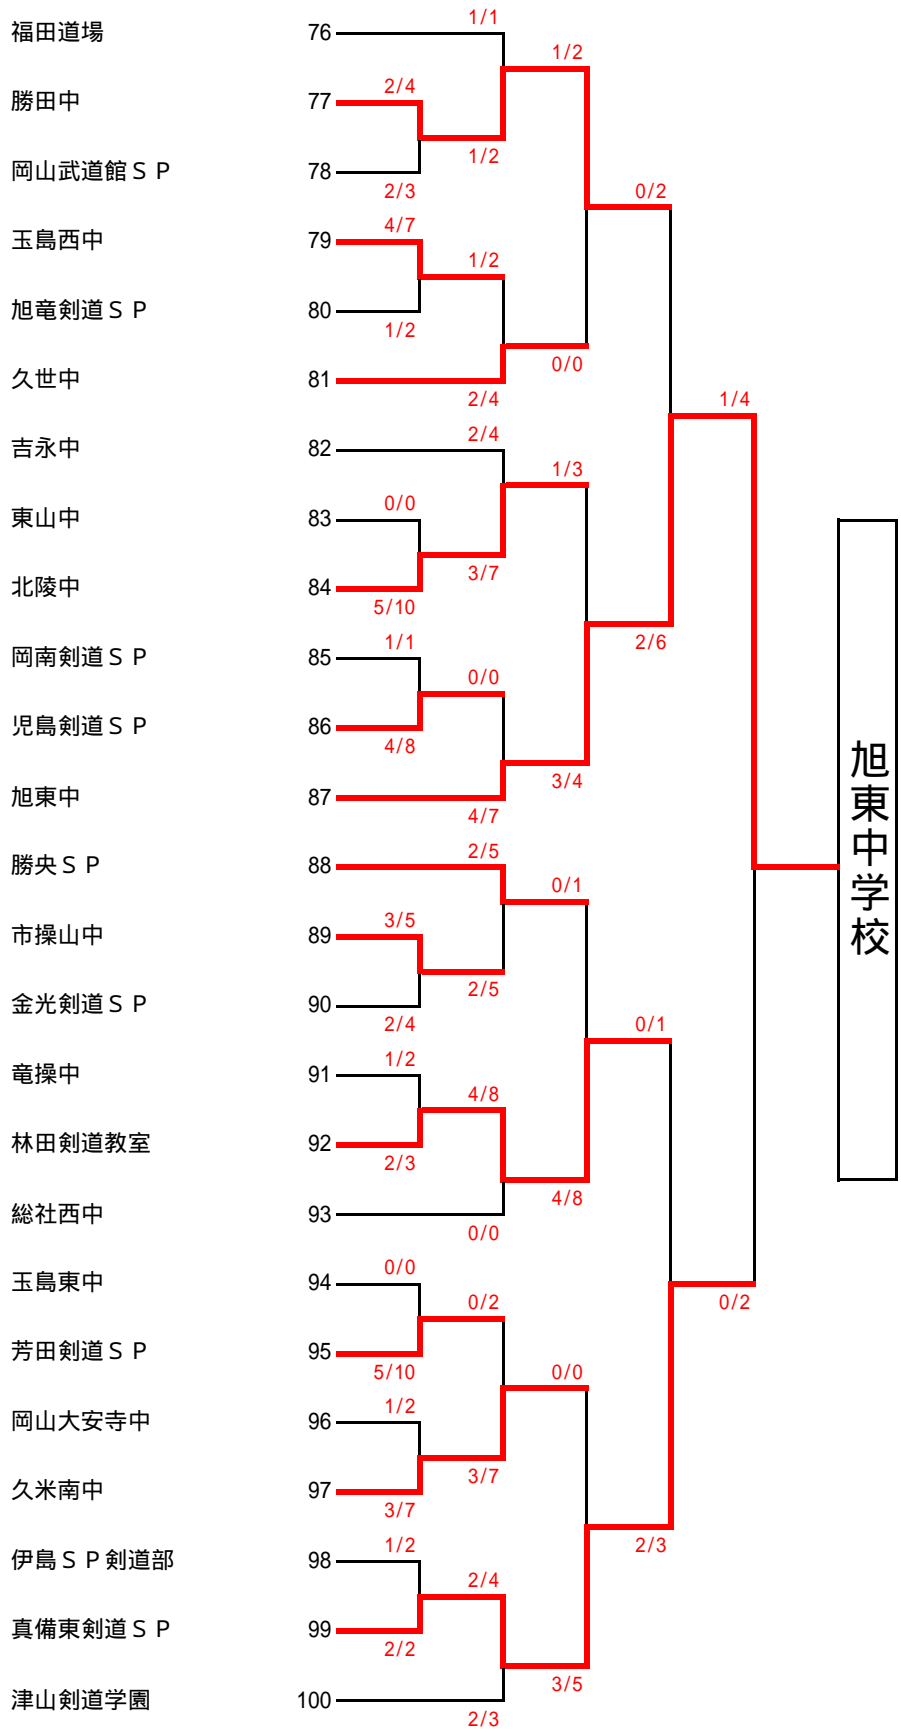 1/1
福田道場 76
1/2
2/4
勝田中 77
1/2
岡山武道館ＳＰ 78
2/3
0/2
4/7
玉島西中 79
1/2
旭竜剣道ＳＰ 80
1/2
0/0
久世中 81
2/4
1/4
2/4
吉永中 82
1/3
0/0
東山中 83
3/7
北陵中 84
5/10
1/1
2/6
岡南剣道ＳＰ 85
0/0
児島剣道ＳＰ 86
4/8
3/4
旭東中 87
4/7
旭東中学校
2/5
勝央ＳＰ 88
0/1
3/5
市操山中 89
2/5
金光剣道ＳＰ 90
2/4
0/1
1/2
竜操中 91
4/8
林田剣道教室 92
2/3
4/8
総社西中 93
0/0
0/0
玉島東中 94
0/2
0/2
芳田剣道ＳＰ 95
5/10
0/0
1/2
岡山大安寺中 96
3/7
久米南中 97
3/7
1/2
2/3
伊島ＳＰ剣道部 98
2/4
真備東剣道ＳＰ 99
2/2
3/5
津山剣道学園 100
2/3